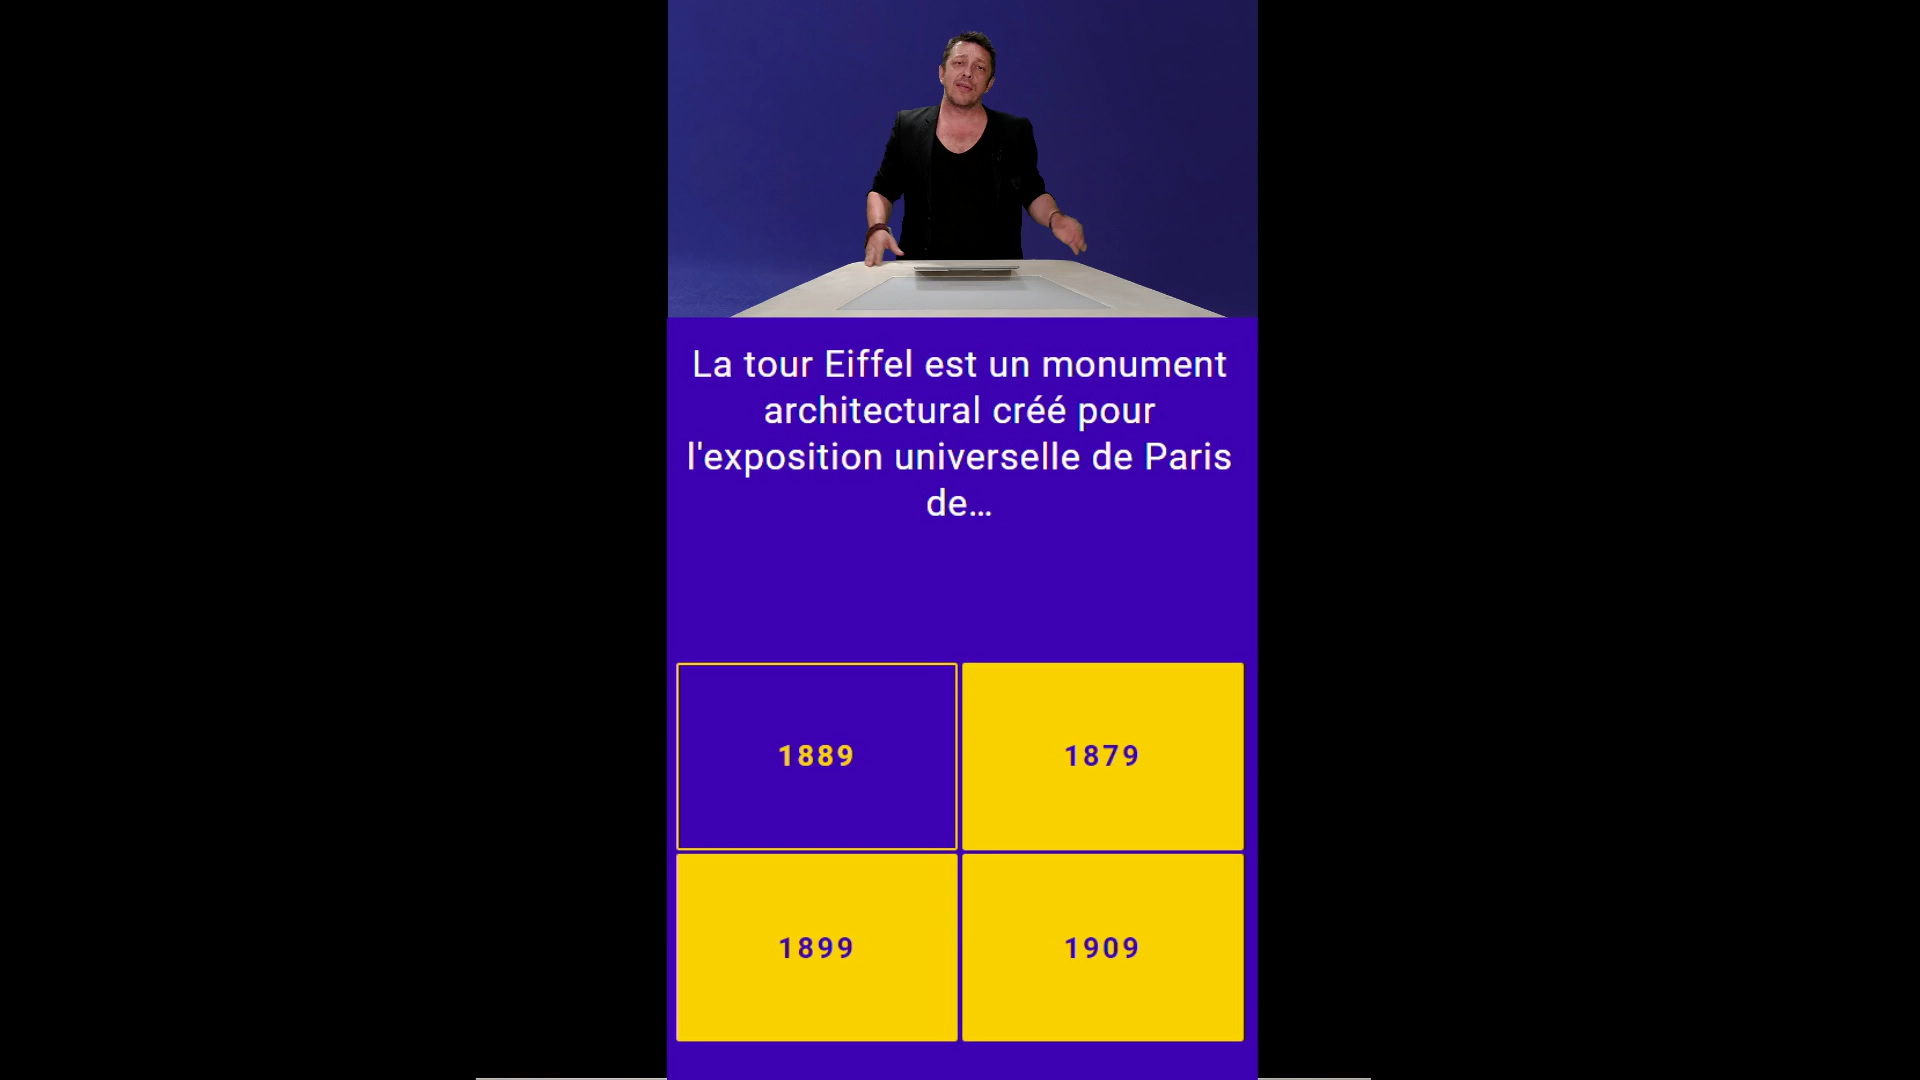 La tour Eiffel est un monument
architectural créé pour
l'exposition universelle de Paris
de...
1889
1879
1899
1909